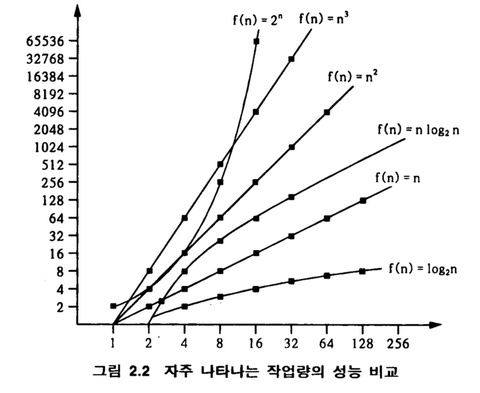 f(n) = 2ⁿ f(n) = n³
65536
32768
16384
8192
4096
2048
1024
512
256
128
64
32
16
8
4
2
f(n) = n²
f(n) = n log₂ n
f(n) = n
f(n) = log₂n
1 2 4 8 16 32 64 128 256
그림 2.2 자주 나타나는 작업량의 성능 비교